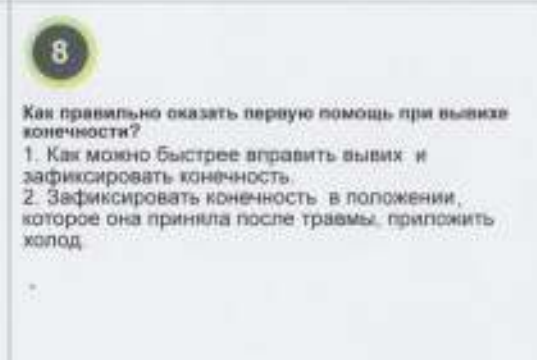 8
Как правильно оказать первую помощь при вывихе
конечности?
1. Как можно быстрее вправить вывих и
зафиксировать конечность.
2. Зафиксировать конечность в положении,
которое она приняла после травмы, приложить
холод.